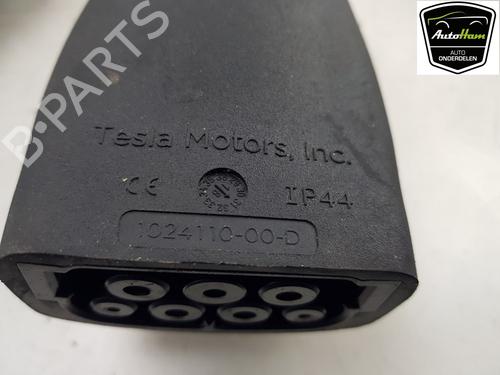 AutoHam
AUTO
ONDERDELEN
B-PARTS
Tesla Motors, Inc.
CE
IP44
1024110-00-D